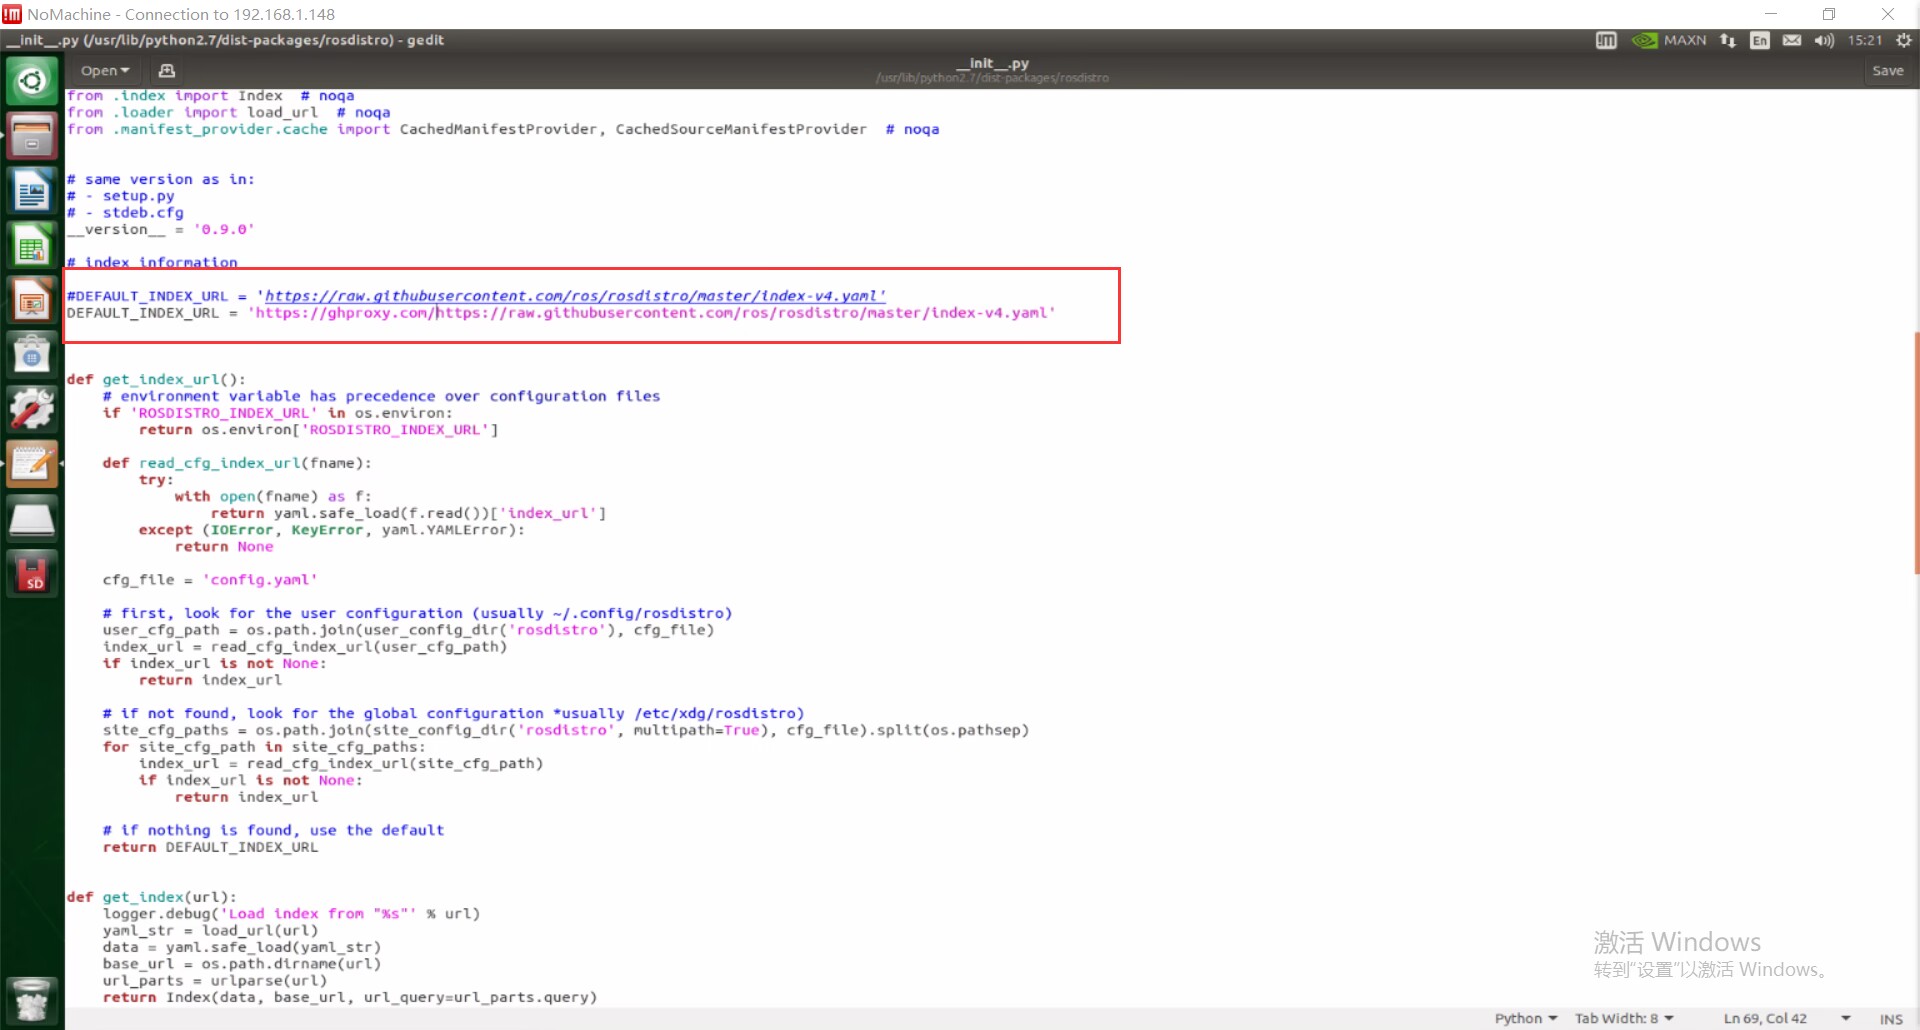 NoMachine - Connection to 192.168.1.148
__init__.py (/usr/lib/python2.7/dist-packages/rosdistro) - gedit
MAXN
En
15:21
Open
__init__.py
/usr/lib/python2.7/dist-packages/rosdistro
Save
from .index import Index  # noqa
from .loader import load_url  # noqa
from .manifest_provider.cache import CachedManifestProvider, CachedSourceManifestProvider  # noqa
# same version as in:
# - setup.py
# - stdeb.cfg
__version__ = '0.9.0'
# index information
#DEFAULT_INDEX_URL = 'https://raw.githubusercontent.com/ros/rosdistro/master/index-v4.yaml'
DEFAULT_INDEX_URL = 'https://ghproxy.com/https://raw.githubusercontent.com/ros/rosdistro/master/index-v4.yaml'
def get_index_url():
    # environment variable has precedence over configuration files
    if 'ROSDISTRO_INDEX_URL' in os.environ:
        return os.environ['ROSDISTRO_INDEX_URL']
    def read_cfg_index_url(fname):
        try:
            with open(fname) as f:
                return yaml.safe_load(f.read())['index_url']
        except (IOError, KeyError, yaml.YAMLError):
            return None
    cfg_file = 'config.yaml'
    # first, look for the user configuration (usually ~/.config/rosdistro)
    user_cfg_path = os.path.join(user_config_dir('rosdistro'), cfg_file)
    index_url = read_cfg_index_url(user_cfg_path)
    if index_url is not None:
        return index_url
    # if not found, look for the global configuration *usually /etc/xdg/rosdistro)
    site_cfg_paths = os.path.join(site_config_dir('rosdistro', multipath=True), cfg_file).split(os.pathsep)
    for site_cfg_path in site_cfg_paths:
        index_url = read_cfg_index_url(site_cfg_path)
        if index_url is not None:
            return index_url
    # if nothing is found, use the default
    return DEFAULT_INDEX_URL
def get_index(url):
    logger.debug('Load index from "%s"' % url)
    yaml_str = load_url(url)
    data = yaml.safe_load(yaml_str)
    base_url = os.path.dirname(url)
    url_parts = urlparse(url)
    return Index(data, base_url, url_query=url_parts.query)
SD
激活 Windows
转到“设置”以激活 Windows。
Python
Tab Width: 8
Ln 69, Col 42
INS